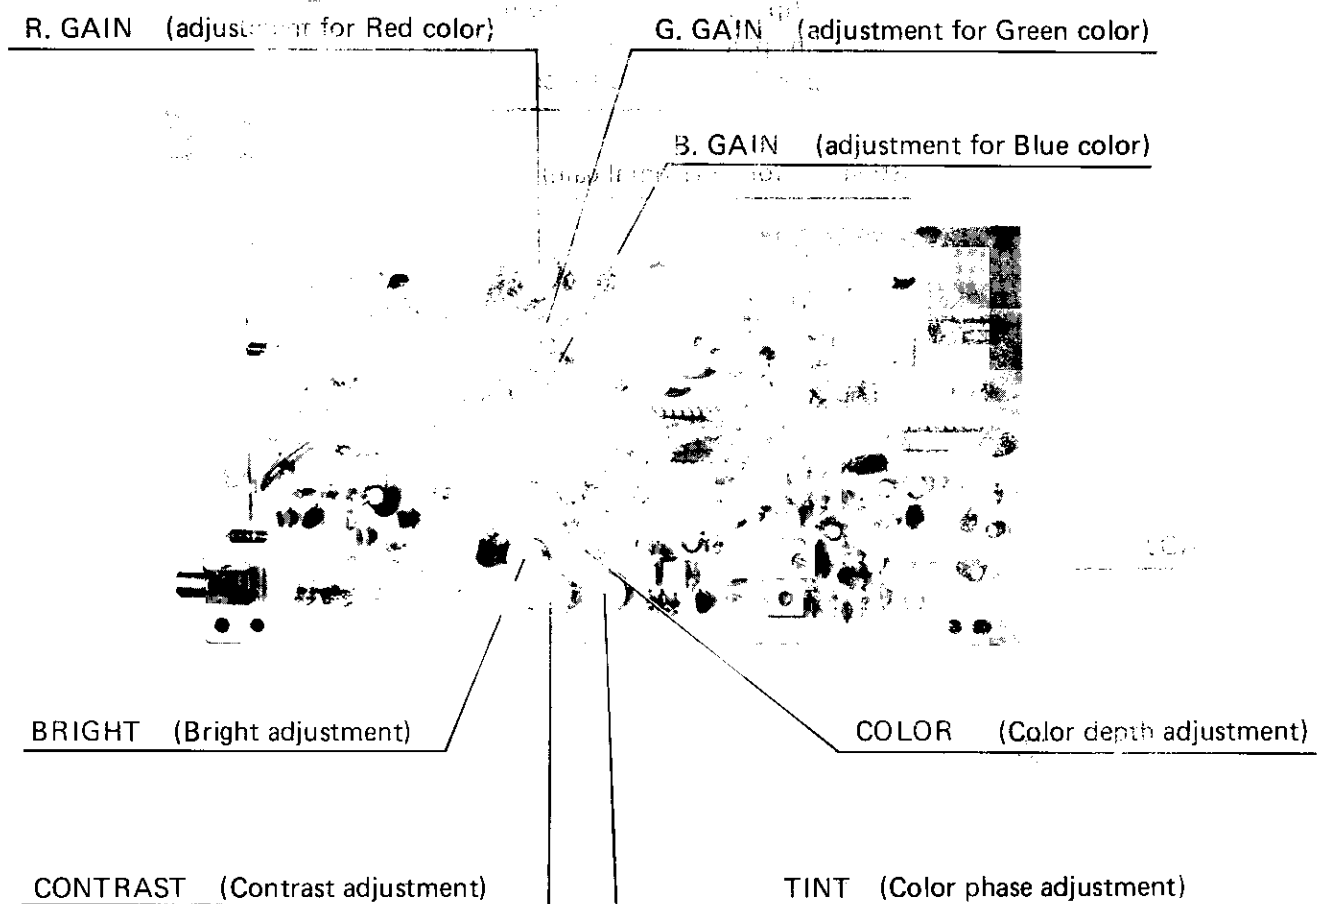 R. GAIN (adjustment for Red color)
G. GAIN (adjustment for Green color)
B. GAIN (adjustment for Blue color)
BRIGHT (Bright adjustment)
COLOR (Color depth adjustment)
CONTRAST (Contrast adjustment)
TINT (Color phase adjustment)